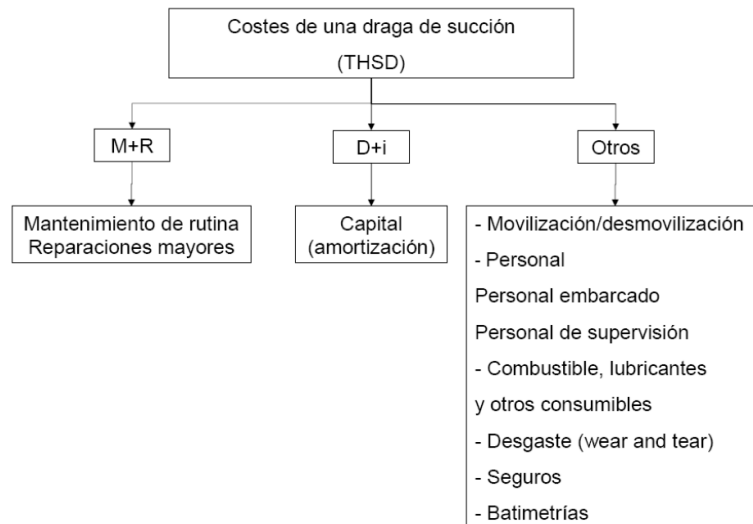 Costes de una draga de succión
(THSD)
M+R
D+i
Otros
Mantenimiento de rutina
Reparaciones mayores
Capital
(amortización)
- Movilización/desmovilización
- Personal
Personal embarcado
Personal de supervisión
- Combustible, lubricantes
y otros consumibles
- Desgaste (wear and tear)
- Seguros
- Batimetrías